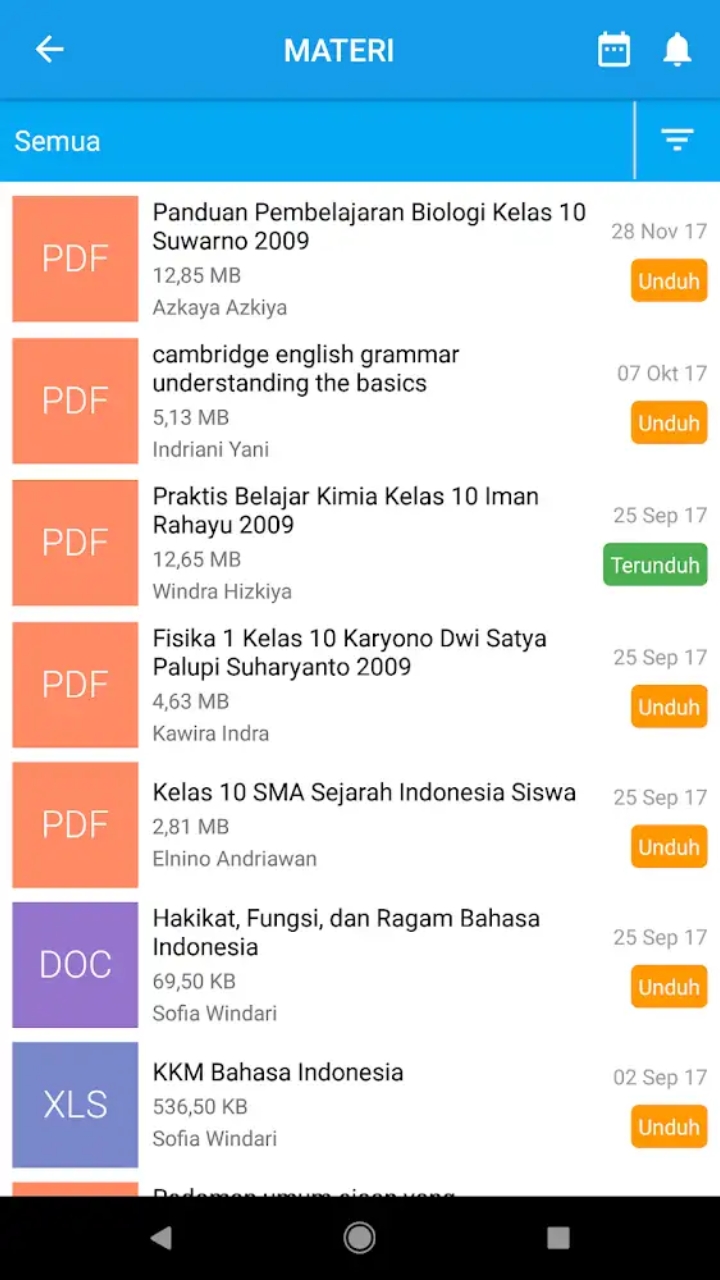 MATERI
Semua
PDF
Panduan Pembelajaran Biologi Kelas 10
Suwarno 2009
12,85 MB
Azkaya Azkiya
28 Nov 17
Unduh
PDF
cambridge english grammar
understanding the basics
5,13 MB
Indriani Yani
07 Okt 17
Unduh
PDF
Praktis Belajar Kimia Kelas 10 Iman
Rahayu 2009
12,65 MB
Windra Hizkiya
25 Sep 17
Terunduh
PDF
Fisika 1 Kelas 10 Karyono Dwi Satya
Palupi Suharyanto 2009
4,63 MB
Kawira Indra
25 Sep 17
Unduh
PDF
Kelas 10 SMA Sejarah Indonesia Siswa
2,81 MB
Elnino Andriawan
25 Sep 17
Unduh
DOC
Hakikat, Fungsi, dan Ragam Bahasa
Indonesia
69,50 KB
Sofia Windari
25 Sep 17
Unduh
XLS
KKM Bahasa Indonesia
536,50 KB
Sofia Windari
02 Sep 17
Unduh